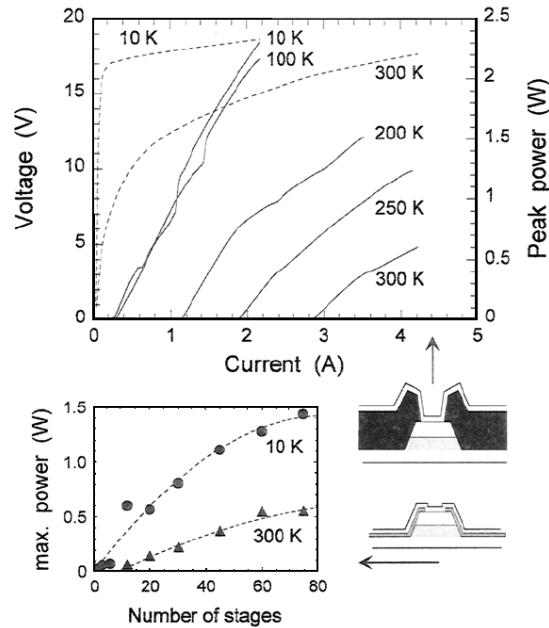 20 2.5
10 K 10 K
100 K
300 K
15 2
200 K
1.5
10
250 K
1
5 0.5
300 K
0 0
0 1 2 3 4 5
Voltage (V)
Peak power (W)
Current (A)
1.5
10 K
1.0
0.5
300 K
0
0 20 40 60 80
max. power (W)
Number of stages